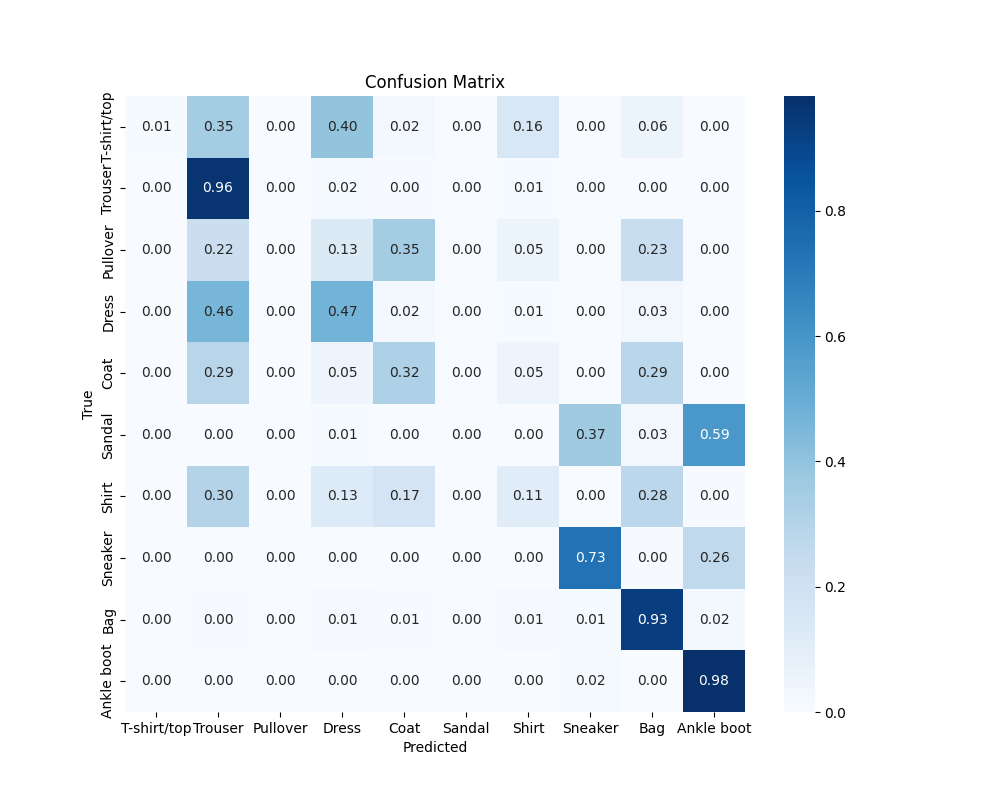 Confusion Matrix
T-shirt/top 0.01 0.35 0.00 0.40 0.02 0.00 0.16 0.00 0.06 0.00
Trouser 0.00 0.96 0.00 0.02 0.00 0.00 0.01 0.00 0.00 0.00
Pullover 0.00 0.22 0.00 0.13 0.35 0.00 0.05 0.00 0.23 0.00
Dress 0.00 0.46 0.00 0.47 0.02 0.00 0.01 0.00 0.03 0.00
Coat 0.00 0.29 0.00 0.05 0.32 0.00 0.05 0.00 0.29 0.00
Sandal 0.00 0.00 0.00 0.01 0.00 0.00 0.00 0.37 0.03 0.59
Shirt 0.00 0.30 0.00 0.13 0.17 0.00 0.11 0.00 0.28 0.00
Sneaker 0.00 0.00 0.00 0.00 0.00 0.00 0.00 0.73 0.00 0.26
Bag 0.00 0.00 0.00 0.01 0.01 0.00 0.01 0.01 0.93 0.02
Ankle boot 0.00 0.00 0.00 0.00 0.00 0.00 0.00 0.02 0.00 0.98
T-shirt/top Trouser Pullover Dress Coat Sandal Shirt Sneaker Bag Ankle boot
Predicted
True
0.8
0.6
0.4
0.2
0.0